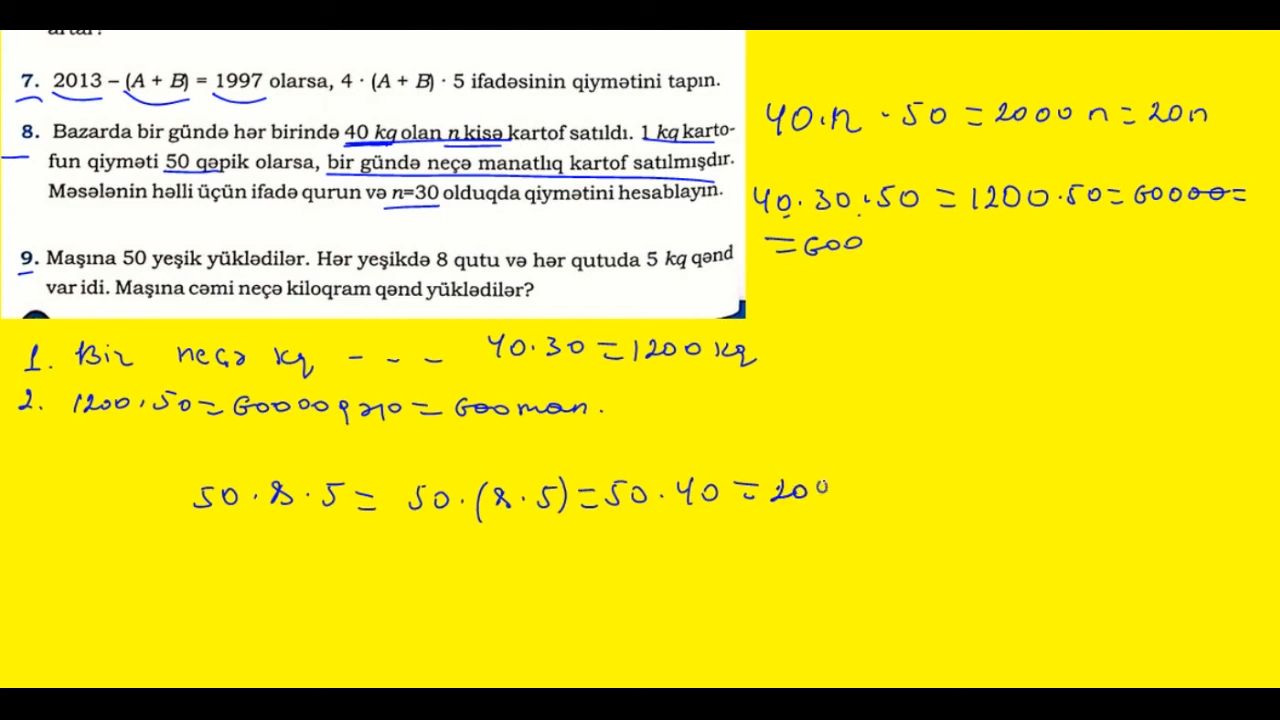 artar?
7. 2013 – (A + B) = 1997 olarsa, 4 · (A + B) · 5 ifadəsinin qiymətini tapın.
8. Bazarda bir gündə hər birində 40 kq olan n kisə kartof satıldı. 1 kq karto-
fun qiyməti 50 qəpik olarsa, bir gündə neçə manatlıq kartof satılmışdır.
Məsələnin həlli üçün ifadə qurun və n=30 olduqda qiymətini hesablayın.
9. Maşına 50 yeşik yüklədilər. Hər yeşikdə 8 qutu və hər qutuda 5 kq qənd
var idi. Maşına cəmi neçə kiloqram qənd yüklədilər?
40·n·50=2000n=20n
40·30·50=1200·50=60000=
=600
1. Bir neçə kq - - - 40·30=1200 kq
2. 1200·50=60000qəp=600man.
50·8·5=50·(8·5)=50·40=200